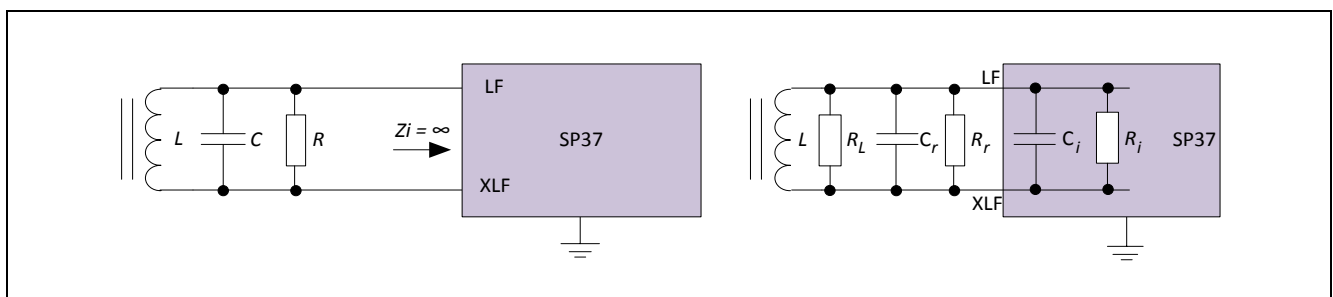 L
C
R
Zi = ∞
LF
SP37
XLF
L
R_L
C_r
R_r
LF
XLF
C_i
R_i
SP37